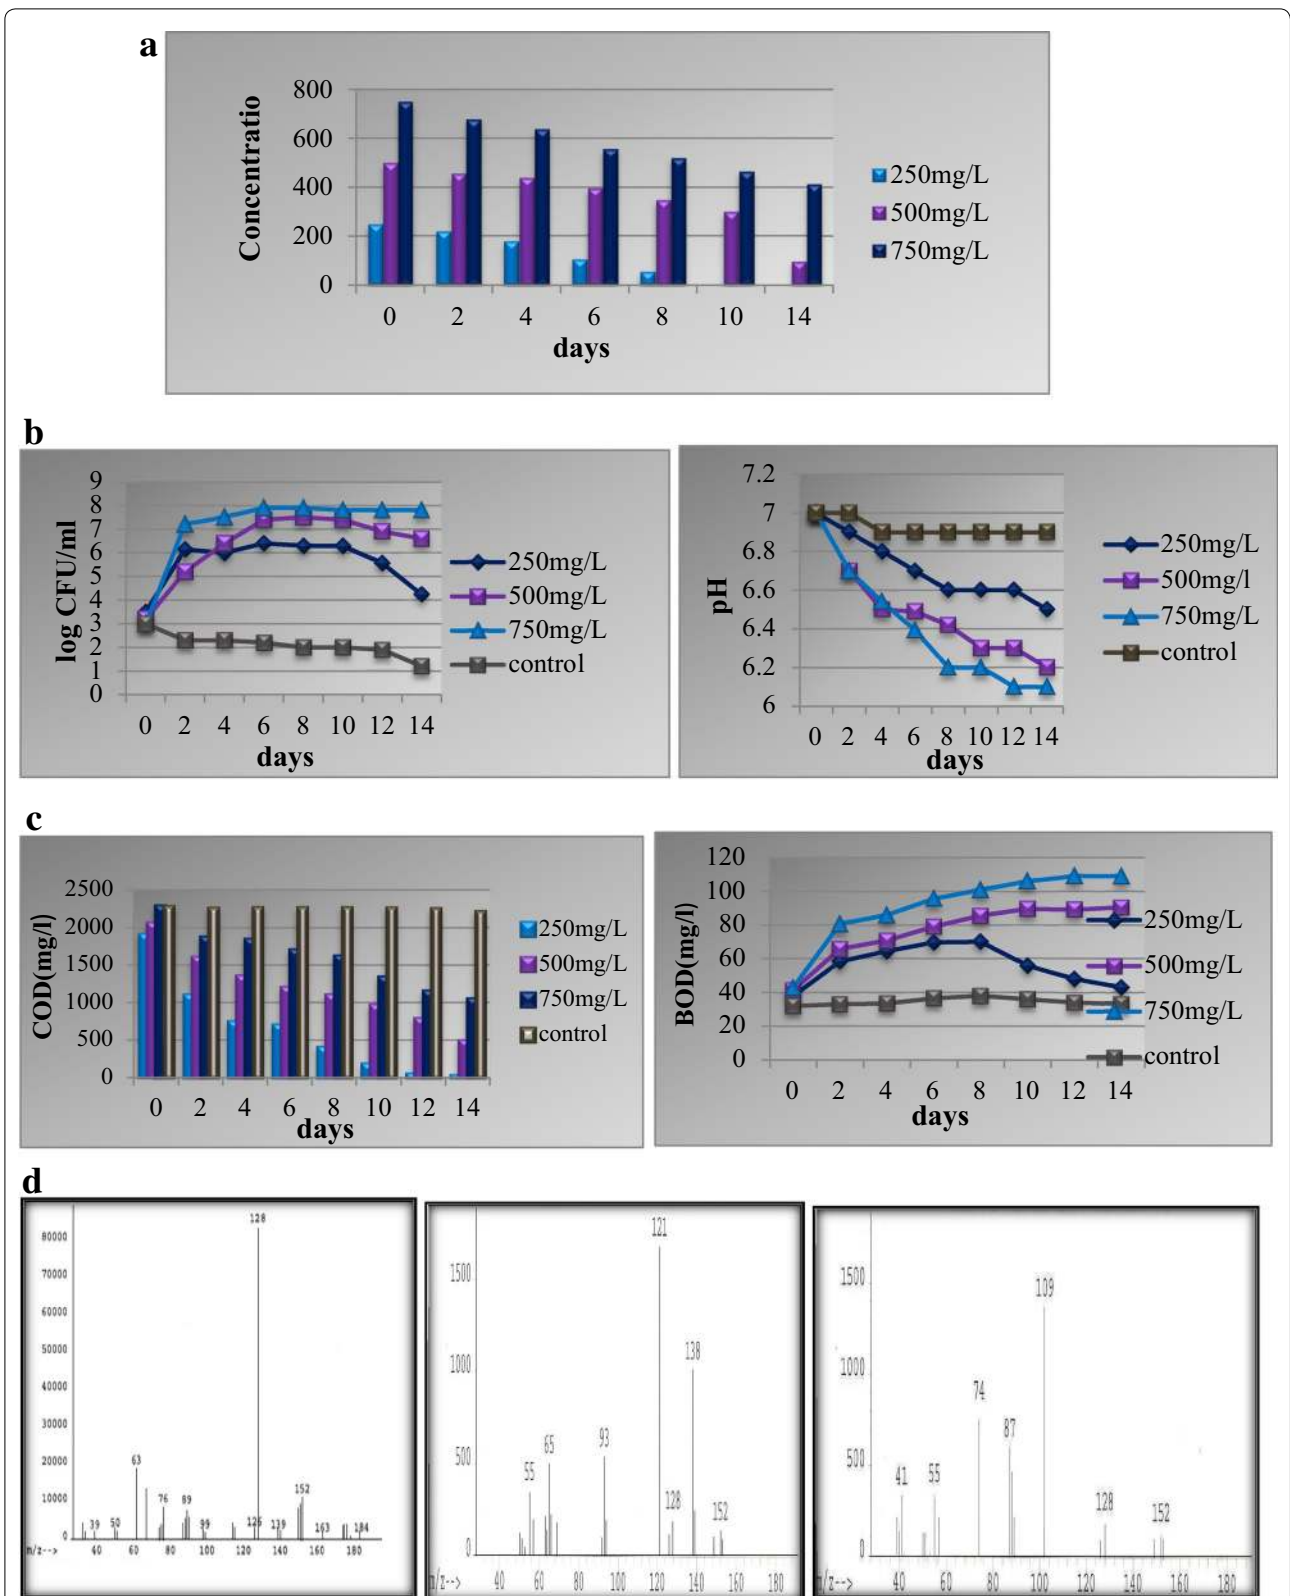 a
800
600
400
200
0
Concentratio
0 2 4 6 8 10 14
days
250mg/L
500mg/L
750mg/L
b
9
8
7
6
5
4
3
2
1
0
log CFU/ml
0 2 4 6 8 10 12 14
days
250mg/L
500mg/L
750mg/L
control
7.2
7
6.8
6.6
6.4
6.2
6
pH
0 2 4 6 8 10 12 14
days
250mg/L
500mg/l
750mg/L
control
c
2500
2000
1500
1000
500
0
COD(mg/l)
0 2 4 6 8 10 12 14
days
250mg/L
500mg/L
750mg/L
control
120
100
80
60
40
20
0
BOD(mg/l)
0 2 4 6 8 10 12 14
days
250mg/L
500mg/L
750mg/L
control
d
80000
70000
60000
50000
40000
30000
20000
10000
0
128
63
76 89
152
39 50 99 126 139 163 184
m/z--> 40 60 80 100 120 140 160 180
1500
1000
500
0
121
138
93
65
55
128 152
m/z--> 40 60 80 100 120 140 160 180
1500
1000
500
0
109
74
87
41 55
128 152
m/z--> 40 60 80 100 120 140 160 180